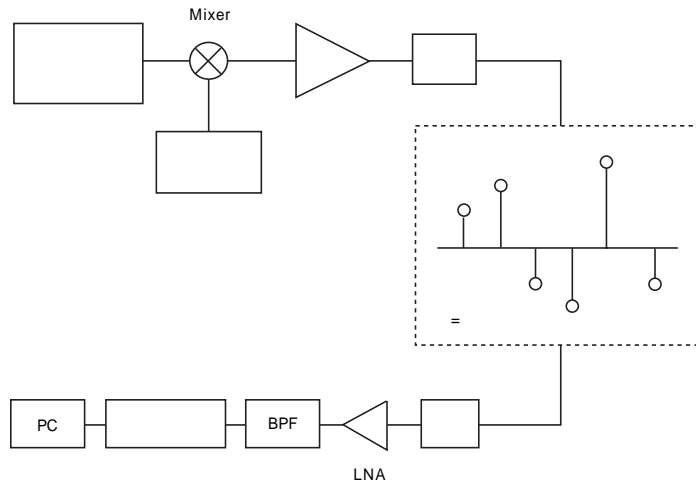 Mixer
=
PC
BPF
LNA